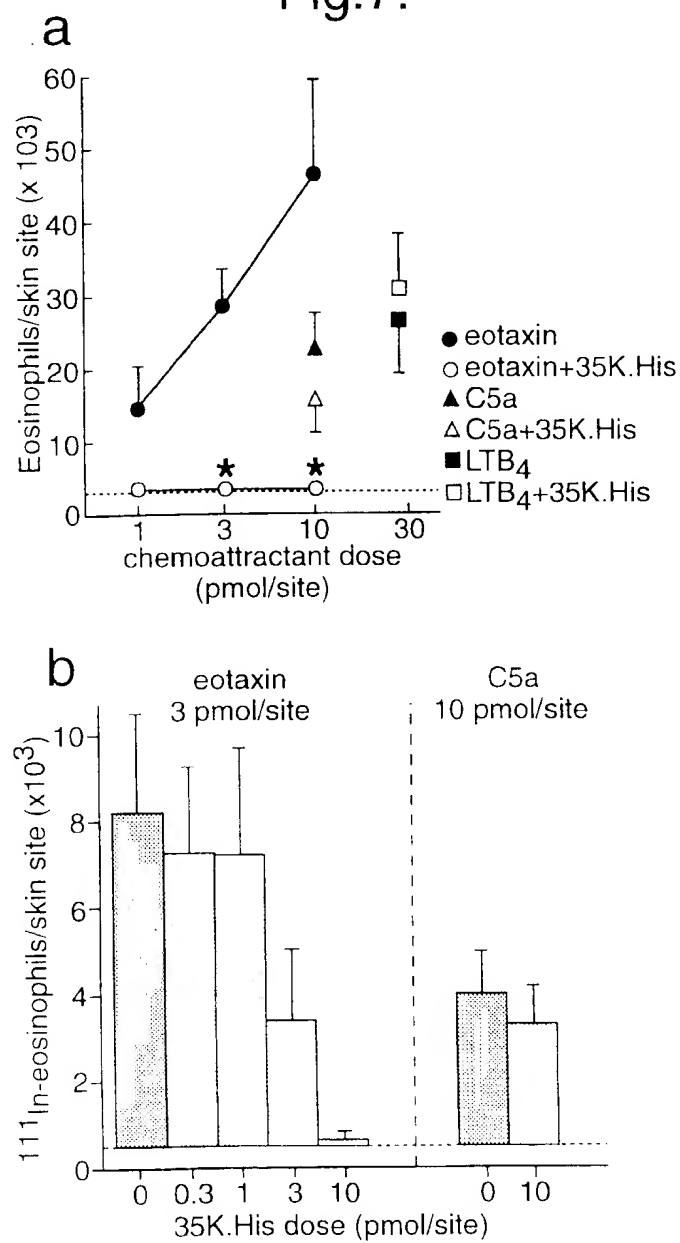 Fig.7.
a
Eosinophils/skin site (x 103)
60
50
40
30
20
10
0
1 3 10 30
chemoattractant dose
(pmol/site)
eotaxin
eotaxin+35K.His
C5a
C5a+35K.His
LTB4
LTB4+35K.His
b
eotaxin
3 pmol/site
C5a
10 pmol/site
111In-eosinophils/skin site (x10³)
10
8
6
4
2
0
0 0.3 1 3 10 0 10
35K.His dose (pmol/site)